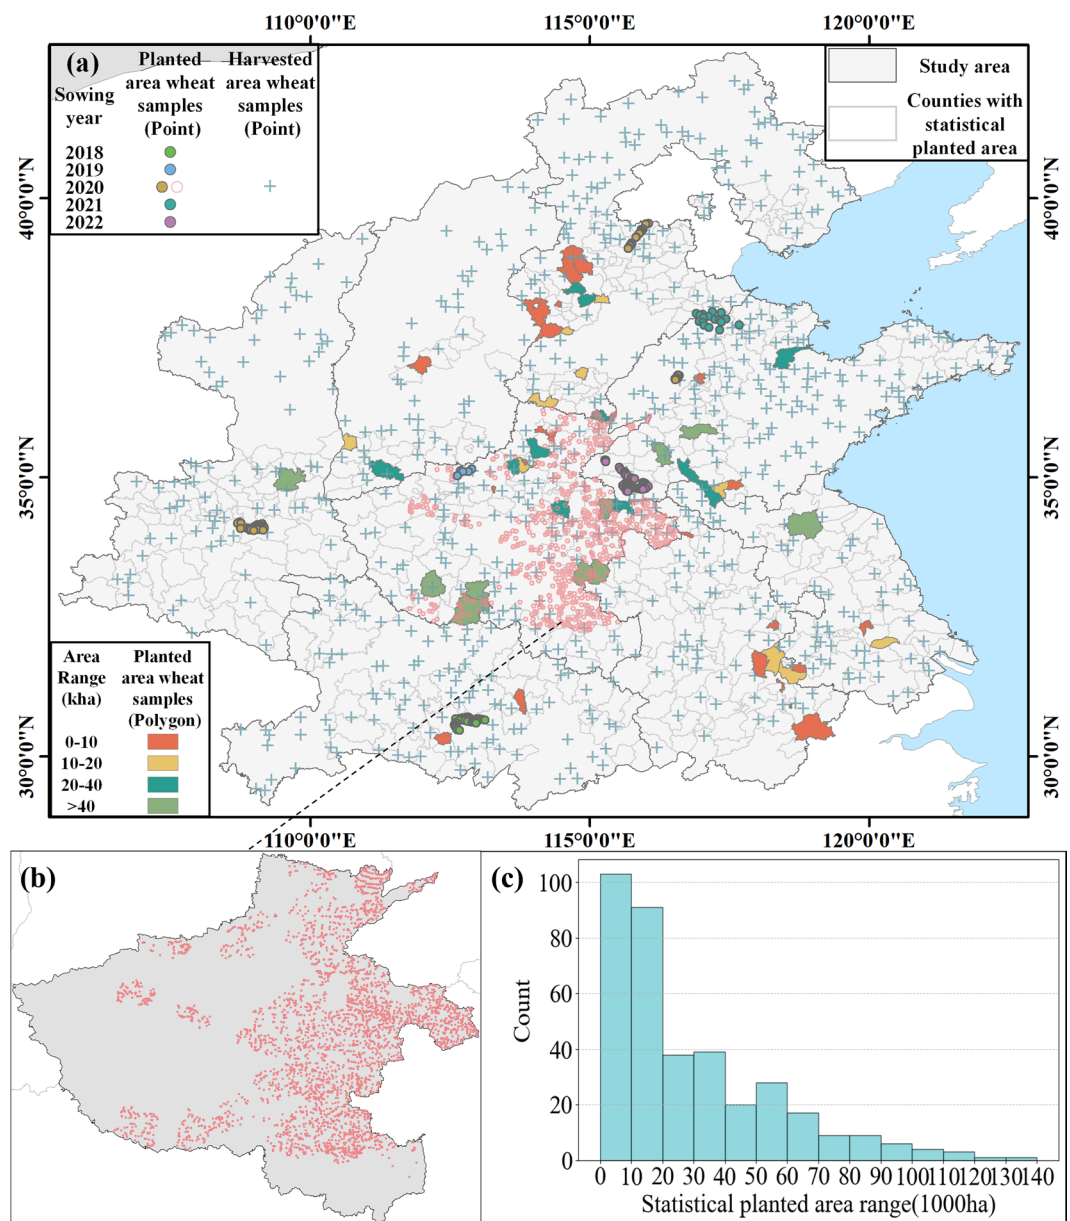 110°0'0"E 115°0'0"E 120°0'0"E
(a)
Planted
area wheat
samples
(Point)
Harvested
area wheat
samples
(Point)
Sowing
year
2018
2019
2020
2021
2022
Study area
Counties with
statistical
planted area
40°0'0"N
40°0'0"N
35°0'0"N
35°0'0"N
30°0'0"N
30°0'0"N
Area
Range
(kha)
Planted
area wheat
samples
(Polygon)
0-10
10-20
20-40
>40
110°0'0"E 115°0'0"E 120°0'0"E
(b)
(c)
Count
100
80
60
40
20
0
0 10 20 30 40 50 60 70 80 90 100 110 120 130 140
Statistical planted area range(1000ha)